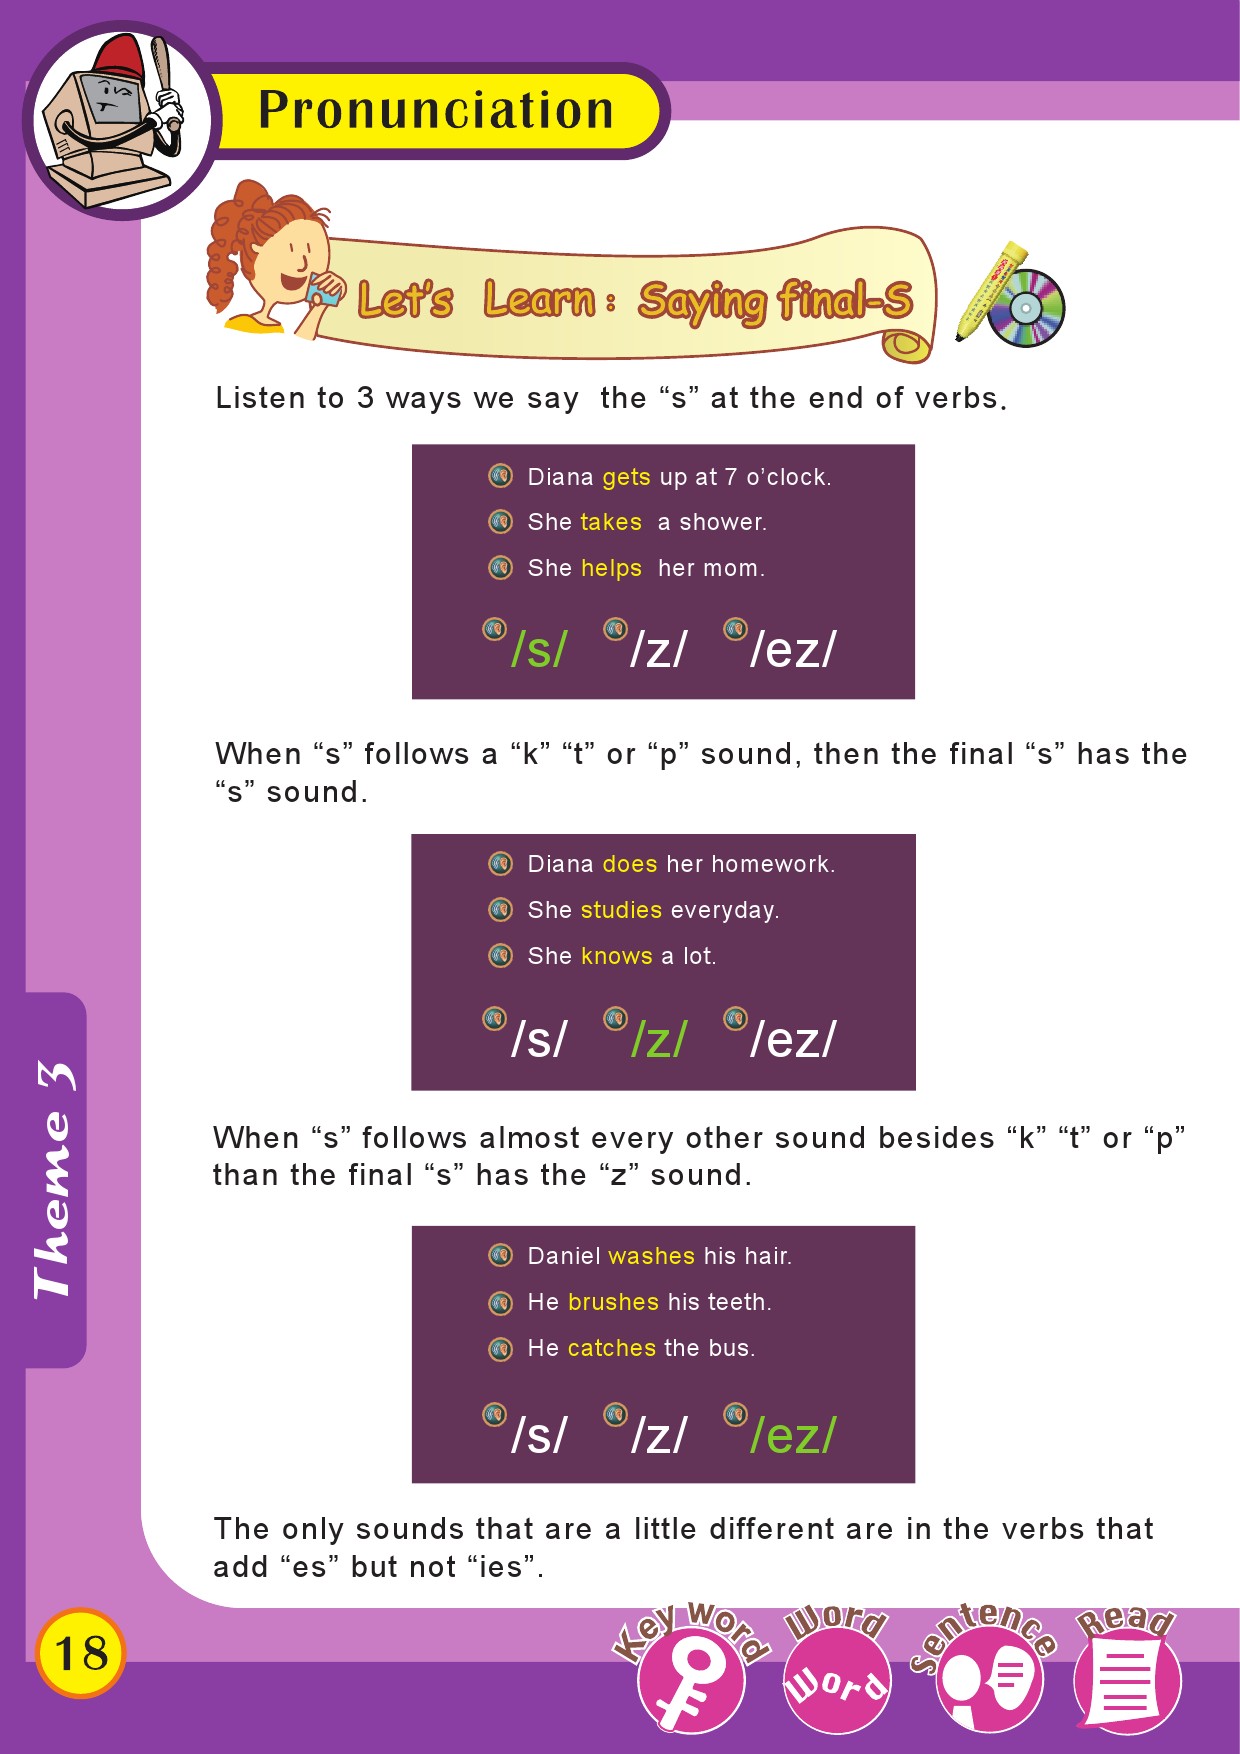 Pronunciation
Let's Learn : Saying final-S
Listen to 3 ways we say the “s” at the end of verbs.
Diana gets up at 7 o’clock.
She takes a shower.
She helps her mom.
/s/ /z/ /ez/
When “s” follows a “k” “t” or “p” sound, then the final “s” has the
“s” sound.
Diana does her homework.
She studies everyday.
She knows a lot.
/s/ /z/ /ez/
When “s” follows almost every other sound besides “k” “t” or “p”
than the final “s” has the “z” sound.
Daniel washes his hair.
He brushes his teeth.
He catches the bus.
/s/ /z/ /ez/
The only sounds that are a little different are in the verbs that
add “es” but not “ies”.
Theme 3
18
Key word
Word
Word
Sentence
Read